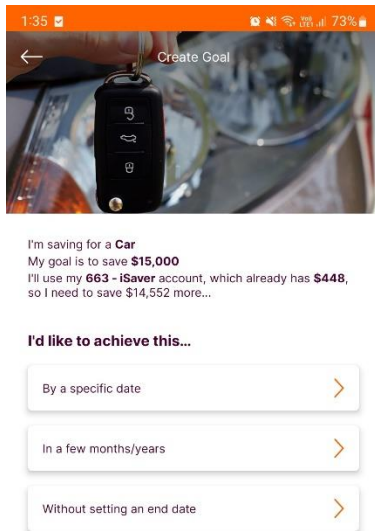 1:35 73%
Create Goal
I'm saving for a Car
My goal is to save $15,000
I'll use my 663 - iSaver account, which already has $448,
so I need to save $14,552 more...
I'd like to achieve this...
By a specific date
In a few months/years
Without setting an end date